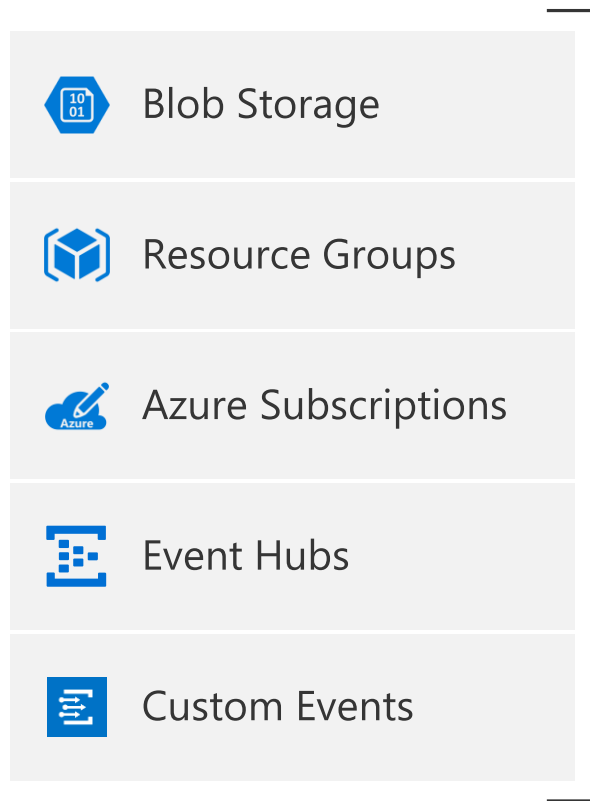 10
01
Blob Storage
Resource Groups
Azure
Azure Subscriptions
Event Hubs
Custom Events